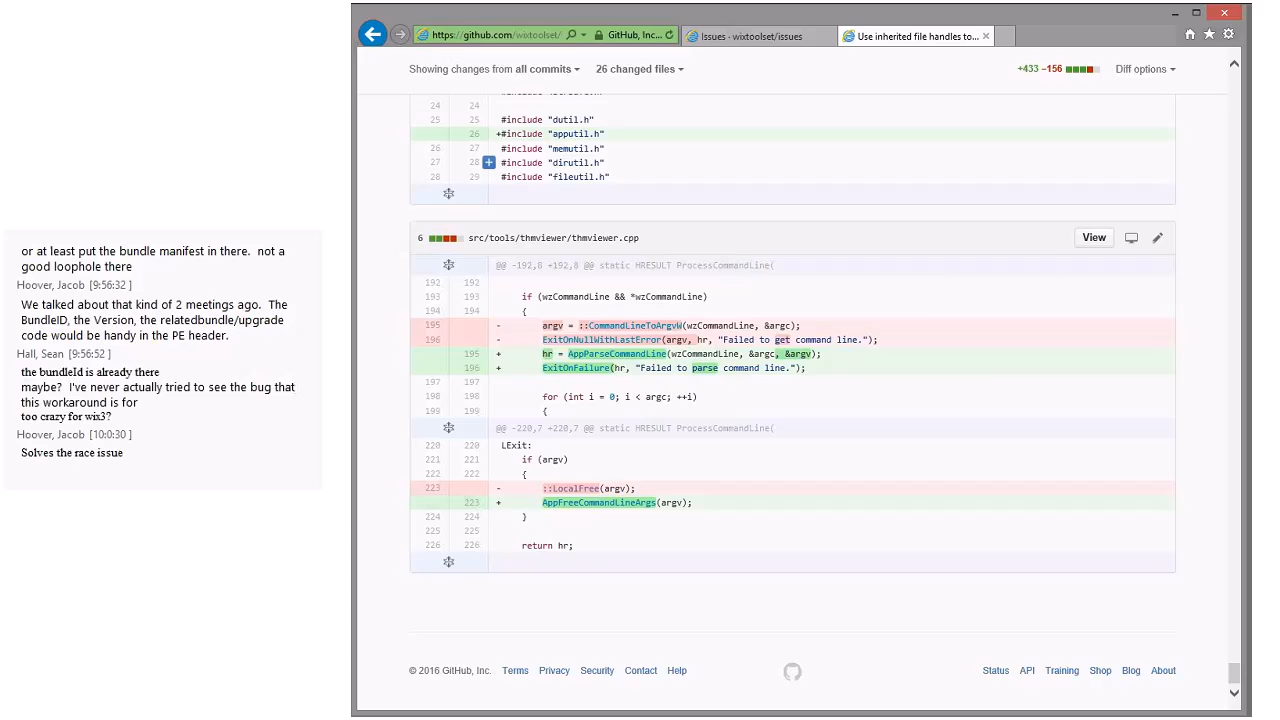 or at least put the bundle manifest in there.  not a
good loophole there
Hoover, Jacob [9:56:32 ]
We talked about that kind of 2 meetings ago.  The
BundleID, the Version, the relatedbundle/upgrade
code would be handy in the PE header.
Hall, Sean [9:56:52 ]
the bundleId is already there
maybe?  I've never actually tried to see the bug that
this workaround is for
too crazy for wix3?
Hoover, Jacob [10:0:30 ]
Solves the race issue
https://github.com/wixtoolset/ GitHub, Inc... Issues - wixtoolset/issues Use inherited file handles to...
Showing changes from all commits 26 changed files +433 −156 Diff options
24 24
25 25 #include "dutil.h"
26 +#include "apputil.h"
26 27 #include "memutil.h"
27 28 #include "dirutil.h"
28 29 #include "fileutil.h"
6 src/tools/thmviewer/thmviewer.cpp View
@@ -192,8 +192,8 @@ static HRESULT ProcessCommandLine(
192 192
193 193 if (wzCommandLine && *wzCommandLine)
194 194 {
195 - argv = ::CommandLineToArgvW(wzCommandLine, &argc);
196 - ExitOnNullWithLastError(argv, hr, "Failed to get command line.");
195 + hr = AppParseCommandLine(wzCommandLine, &argc, &argv);
196 + ExitOnFailure(hr, "Failed to parse command line.");
197 197
198 198 for (int i = 0; i < argc; ++i)
199 199 {
@@ -220,7 +220,7 @@ static HRESULT ProcessCommandLine(
220 220 LExit:
221 221 if (argv)
222 222 {
223 - ::LocalFree(argv);
223 + AppFreeCommandLineArgs(argv);
224 224 }
225 225
226 226 return hr;
© 2016 GitHub, Inc. Terms Privacy Security Contact Help Status API Training Shop Blog About